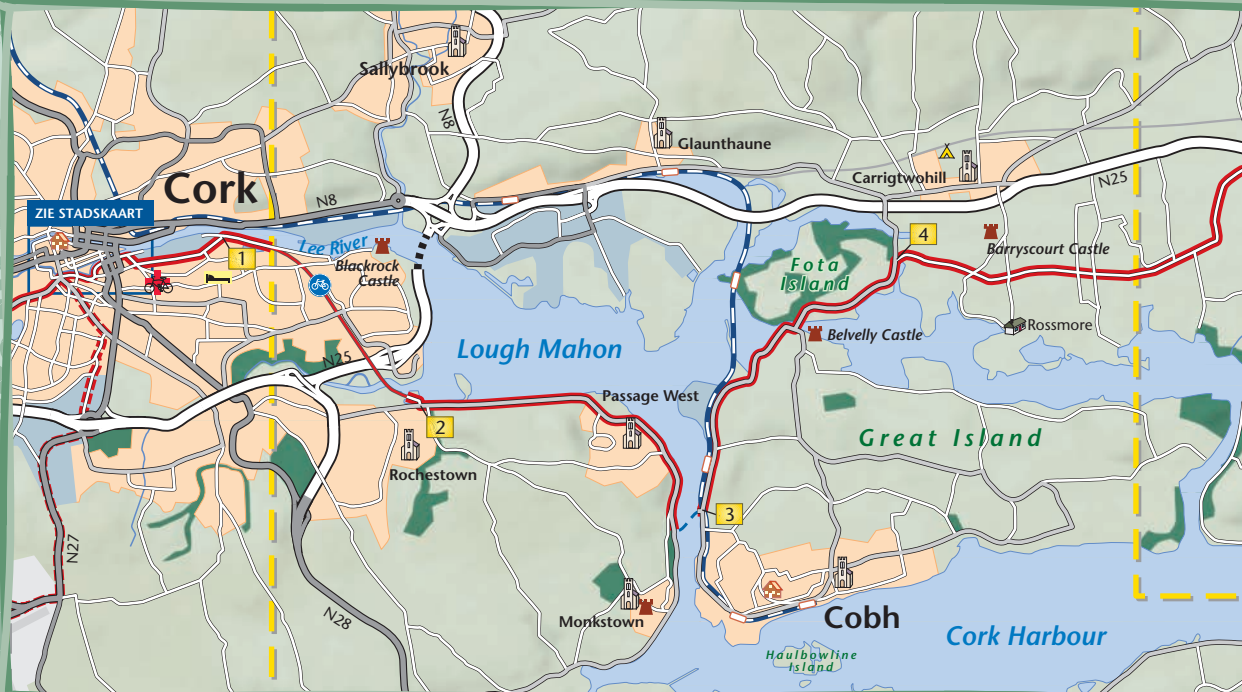 Sallybrook
N8
Glaunthaune
Carrigtwohill
N25
Cork
N8
ZIE STADSKAART
Lee River
Blackrock
Castle
1
4
Barryscourt Castle
Fota
Island
Belvelly Castle
Rossmore
Lough Mahon
N25
Passage West
2
Great Island
Rochestown
3
N27
N28
Monkstown
Cobh
Cork Harbour
Haulbowline
Island